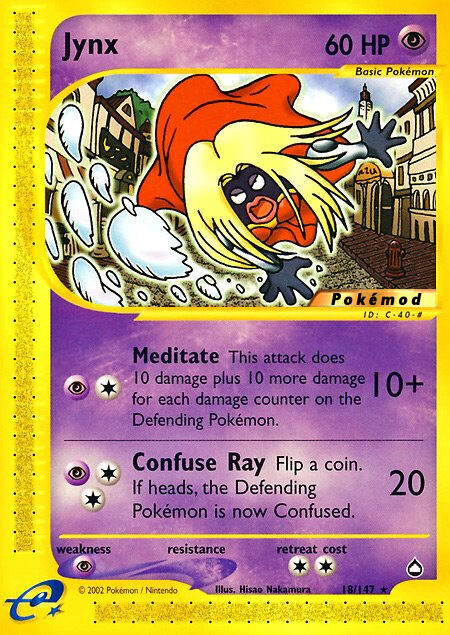 Jynx 60 HP
Basic Pokémon
Pokémod
ID: C-40-#
Meditate This attack does
10 damage plus 10 more damage
for each damage counter on the
Defending Pokémon.
10+
Confuse Ray Flip a coin.
If heads, the Defending
Pokémon is now Confused.
20
weakness resistance retreat cost
© 2002 Pokémon / Nintendo Illus. Hisao Nakamura 18/147 ★
e